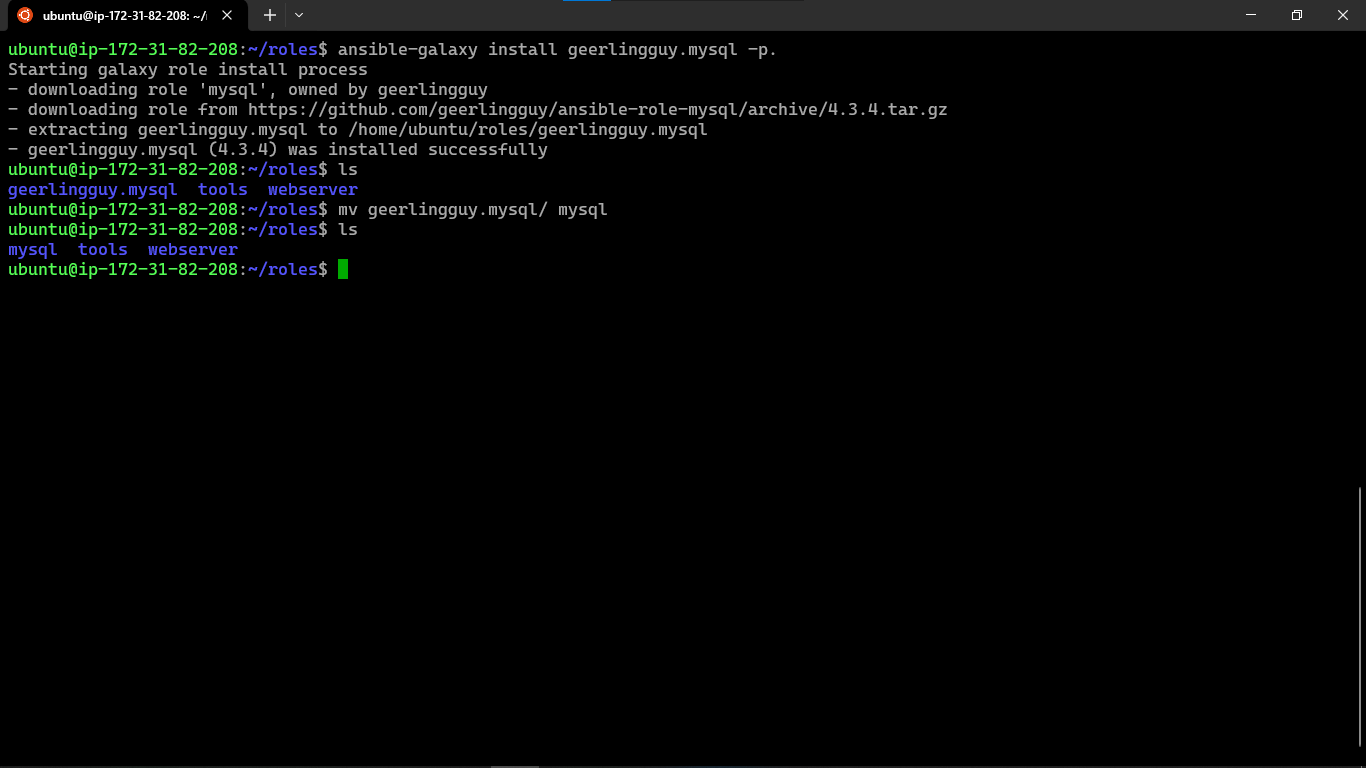 ubuntu@ip-172-31-82-208: ~/
ubuntu@ip-172-31-82-208:~/roles$ ansible-galaxy install geerlingguy.mysql -p.
Starting galaxy role install process
- downloading role 'mysql', owned by geerlingguy
- downloading role from https://github.com/geerlingguy/ansible-role-mysql/archive/4.3.4.tar.gz
- extracting geerlingguy.mysql to /home/ubuntu/roles/geerlingguy.mysql
- geerlingguy.mysql (4.3.4) was installed successfully
ubuntu@ip-172-31-82-208:~/roles$ ls
geerlingguy.mysql  tools  webserver
ubuntu@ip-172-31-82-208:~/roles$ mv geerlingguy.mysql/ mysql
ubuntu@ip-172-31-82-208:~/roles$ ls
mysql  tools  webserver
ubuntu@ip-172-31-82-208:~/roles$